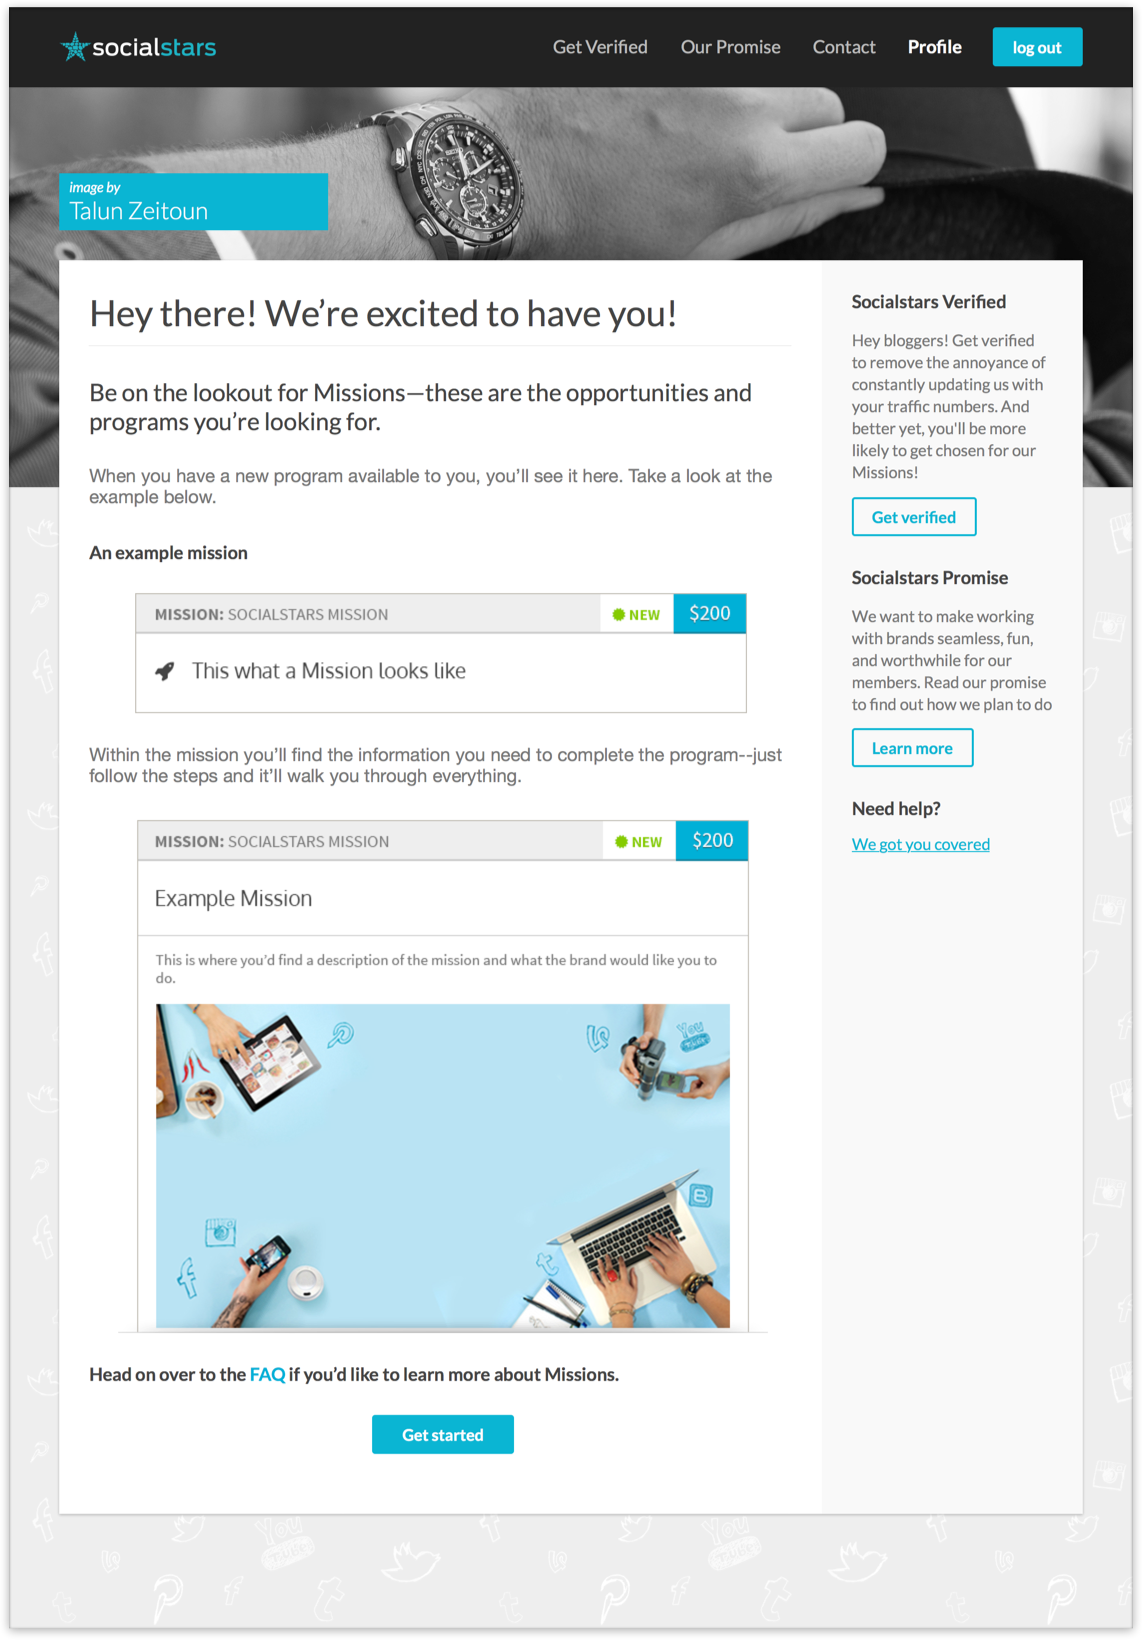 socialstars
Get Verified
Our Promise
Contact
Profile
log out
SEIKO
image by
Talun Zeitoun
Hey there! We’re excited to have you!
Be on the lookout for Missions—these are the opportunities and
programs you’re looking for.
When you have a new program available to you, you’ll see it here. Take a look at the
example below.
An example mission
MISSION: SOCIALSTARS MISSION
NEW
$200
This what a Mission looks like
Within the mission you’ll find the information you need to complete the program--just
follow the steps and it’ll walk you through everything.
MISSION: SOCIALSTARS MISSION
NEW
$200
Example Mission
This is where you’d find a description of the mission and what the brand would like you to
do.
You
Head on over to the FAQ if you’d like to learn more about Missions.
Get started
Socialstars Verified
Hey bloggers! Get verified
to remove the annoyance of
constantly updating us with
your traffic numbers. And
better yet, you'll be more
likely to get chosen for our
Missions!
Get verified
Socialstars Promise
We want to make working
with brands seamless, fun,
and worthwhile for our
members. Read our promise
to find out how we plan to do
Learn more
Need help?
We got you covered
You
You